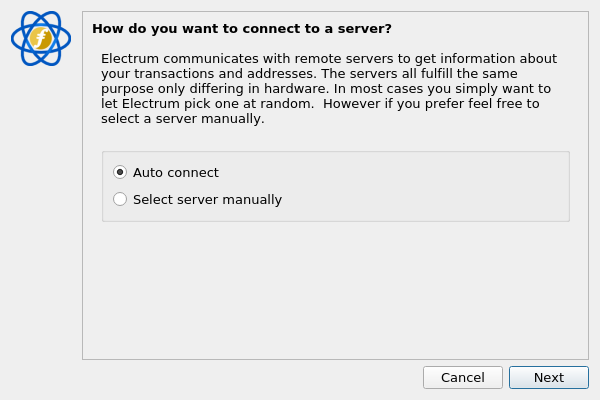 How do you want to connect to a server?
Electrum communicates with remote servers to get information about
your transactions and addresses. The servers all fulfill the same
purpose only differing in hardware. In most cases you simply want to
let Electrum pick one at random.  However if you prefer feel free to
select a server manually.
Auto connect
Select server manually
Cancel
Next